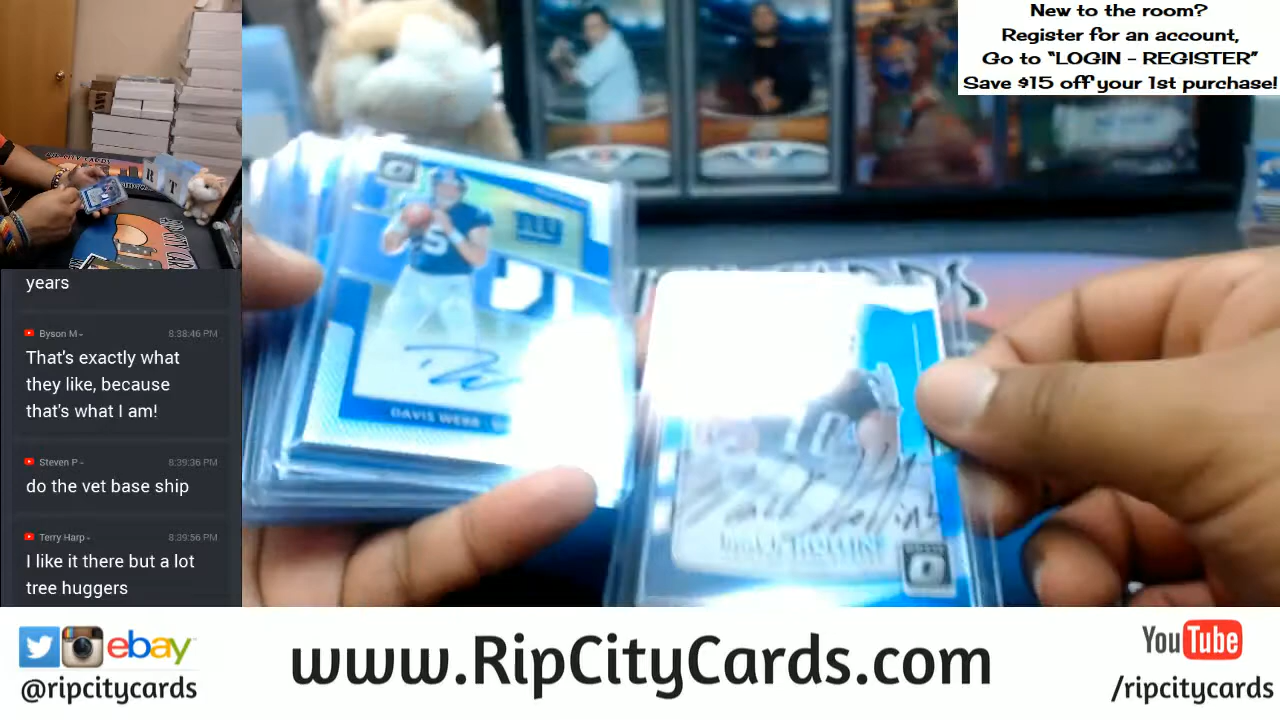 New to the room?
Register for an account,
Go to "LOGIN - REGISTER"
Save $15 off your 1st purchase!
years
Byson M 8:38:46 PM
That's exactly what
they like, because
that's what I am!
Steven P 8:39:36 PM
do the vet base ship
Terry Harp 8:39:56 PM
I like it there but a lot
tree huggers
ny
5
DAVIS WEBB
ebay
@ripcitycards
www.RipCityCards.com
YouTube
/ripcitycards